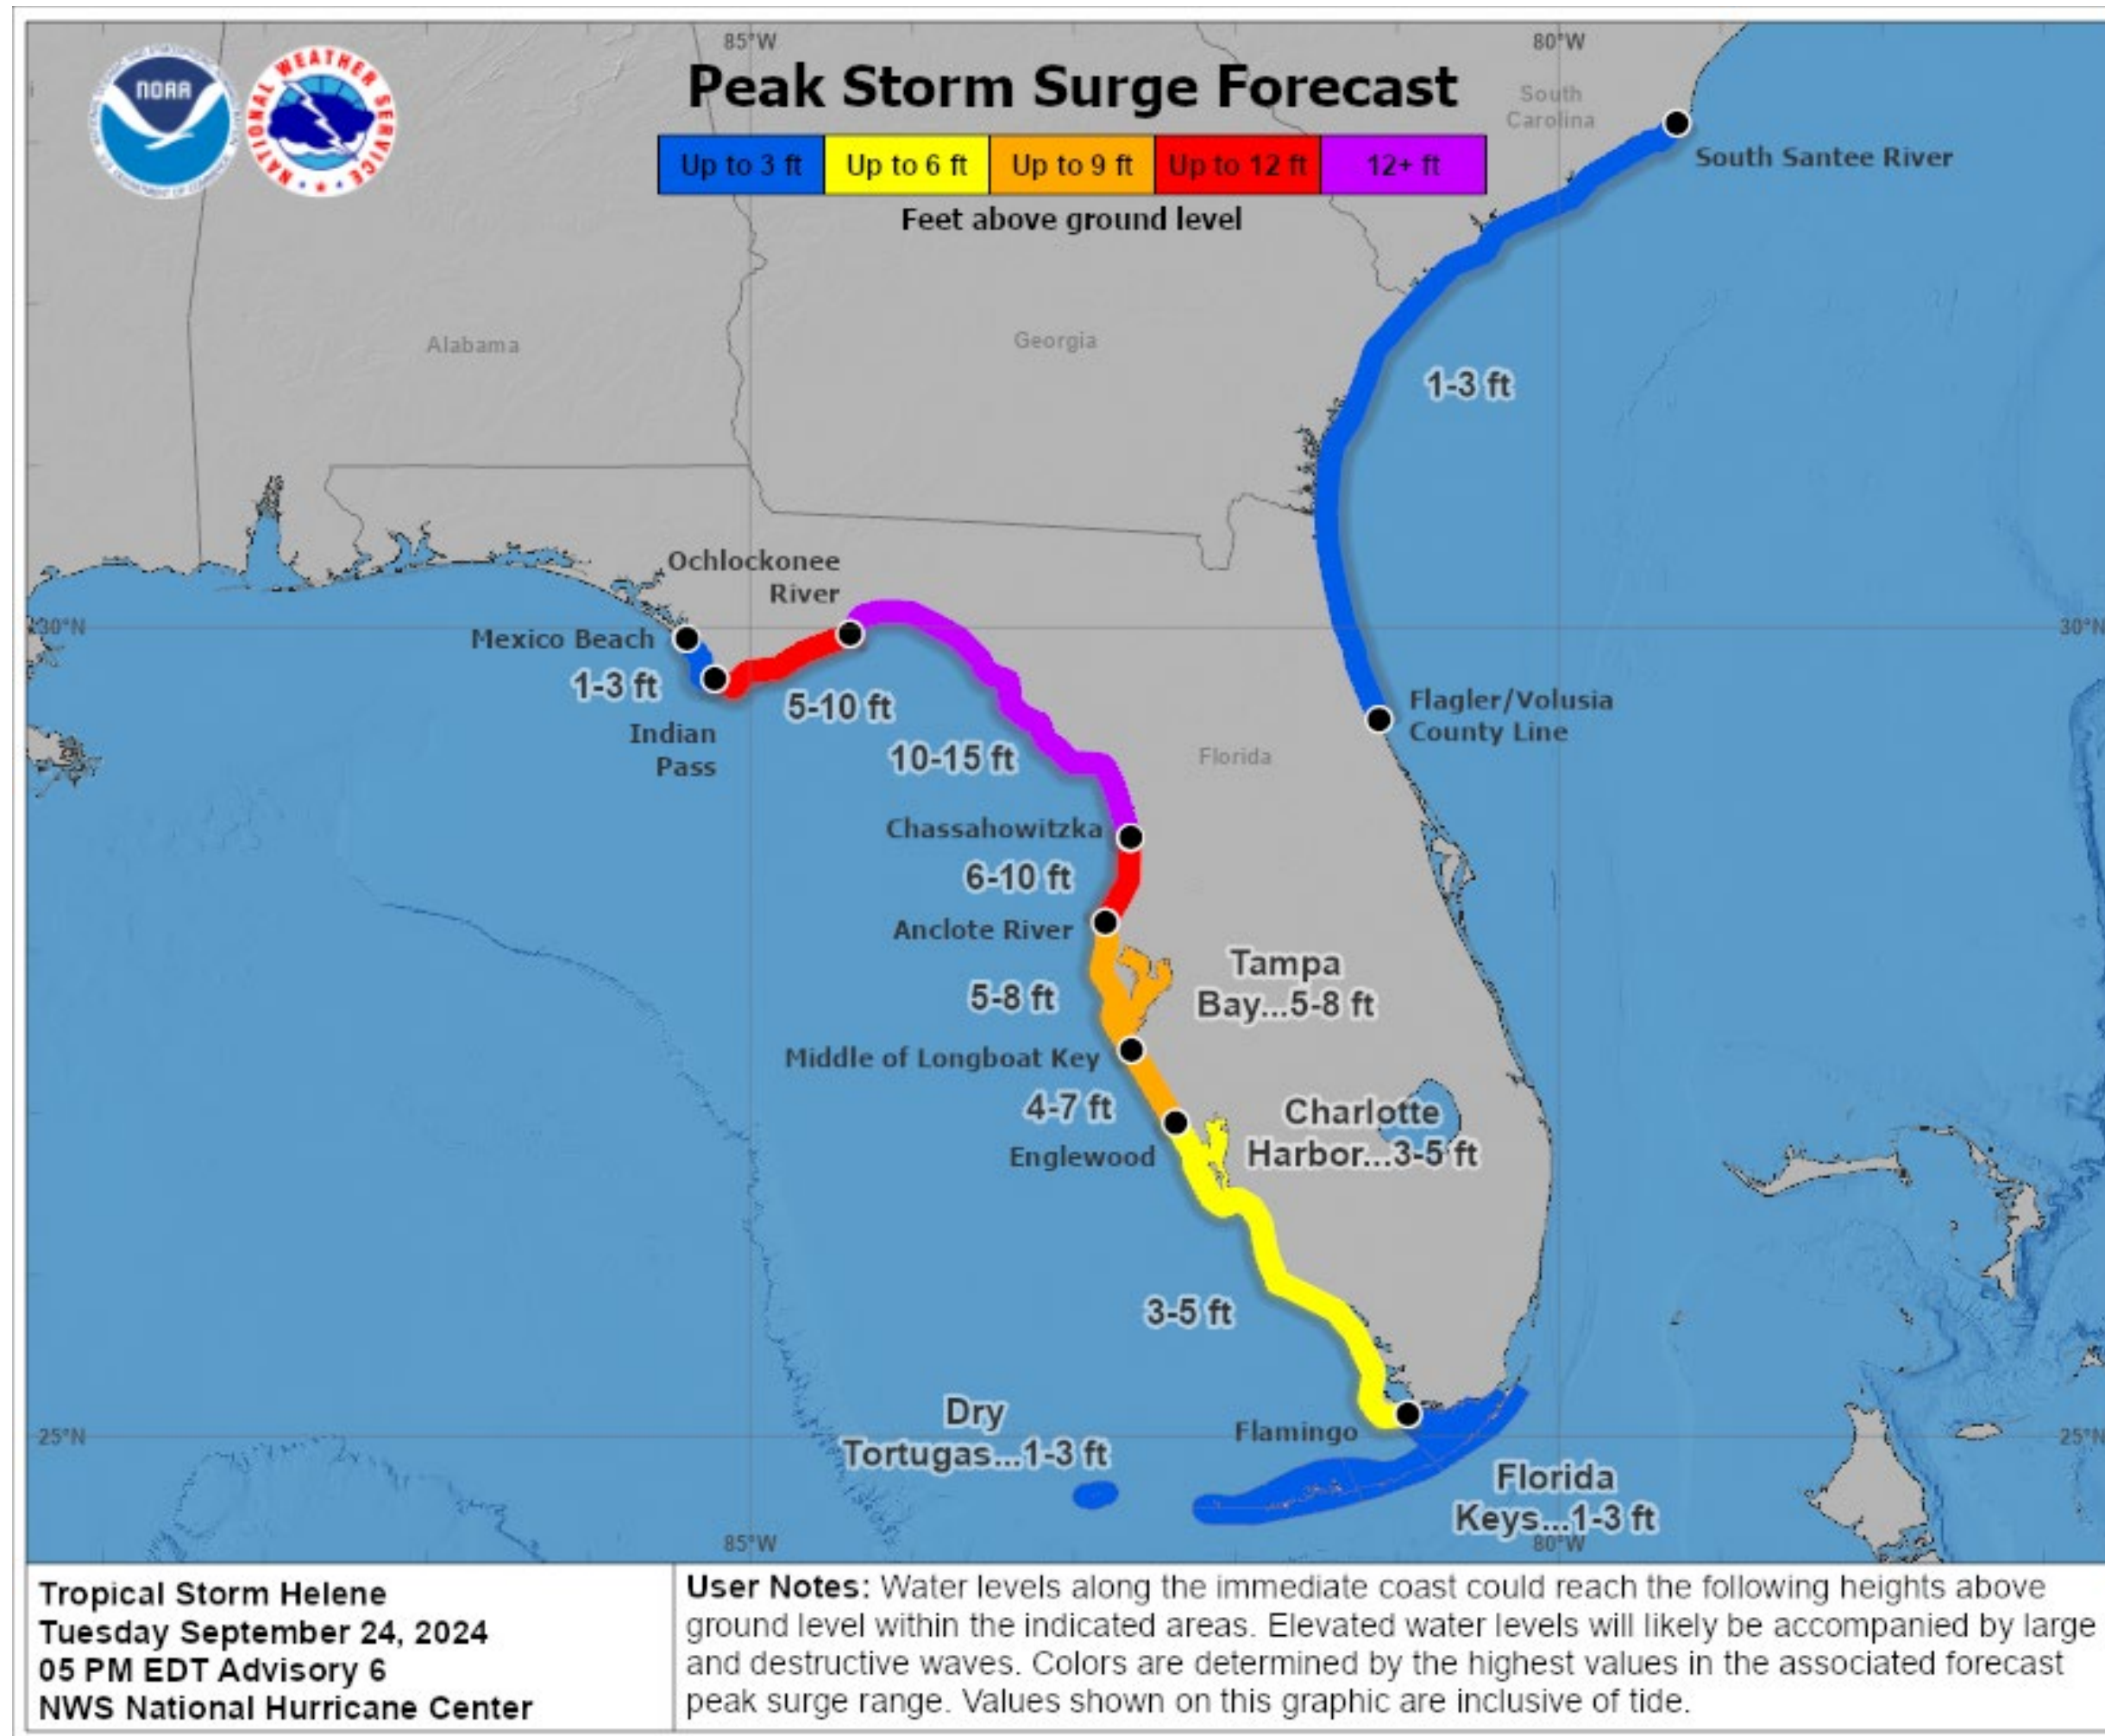 85°W
80°W
NOAA
NATIONAL WEATHER SERVICE
Peak Storm Surge Forecast
Up to 3 ft
Up to 6 ft
Up to 9 ft
Up to 12 ft
12+ ft
Feet above ground level
South
Carolina
South Santee River
Alabama
Georgia
1-3 ft
Ochlockonee
River
30°N
30°N
Mexico Beach
1-3 ft
5-10 ft
Indian
Pass
Flagler/Volusia
County Line
10-15 ft
Florida
Chassahowitzka
6-10 ft
Anclote River
Tampa
Bay...5-8 ft
5-8 ft
Middle of Longboat Key
4-7 ft
Charlotte
Harbor...3-5 ft
Englewood
3-5 ft
Dry
Tortugas...1-3 ft
Flamingo
25°N
25°N
Florida
Keys...1-3 ft
85°W
80°W
Tropical Storm Helene
Tuesday September 24, 2024
05 PM EDT Advisory 6
NWS National Hurricane Center
User Notes: Water levels along the immediate coast could reach the following heights above
ground level within the indicated areas. Elevated water levels will likely be accompanied by large
and destructive waves. Colors are determined by the highest values in the associated forecast
peak surge range. Values shown on this graphic are inclusive of tide.